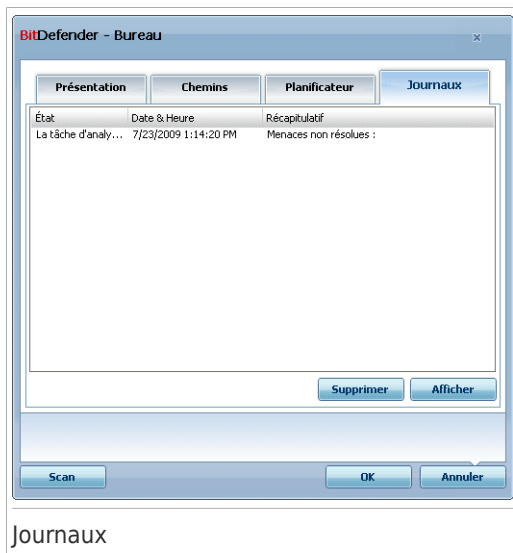 BitDefender - Bureau
x
Présentation Chemins Planificateur Journaux
État Date & Heure Récapitulatif
La tâche d'analy... 7/23/2009 1:14:20 PM Menaces non résolues :
Supprimer Afficher
Scan OK Annuler
Journaux